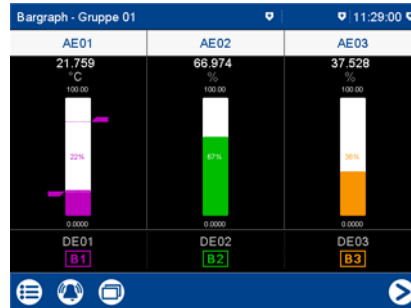 Bargraph - Gruppe 01 11:29:00
AE01 AE02 AE03
21.759 66.974 37.528
°C % %
100.00 100.00 100.00
22% 67% 38%
0.0000 0.0000 0.0000
DE01 DE02 DE03
B1 B2 B3